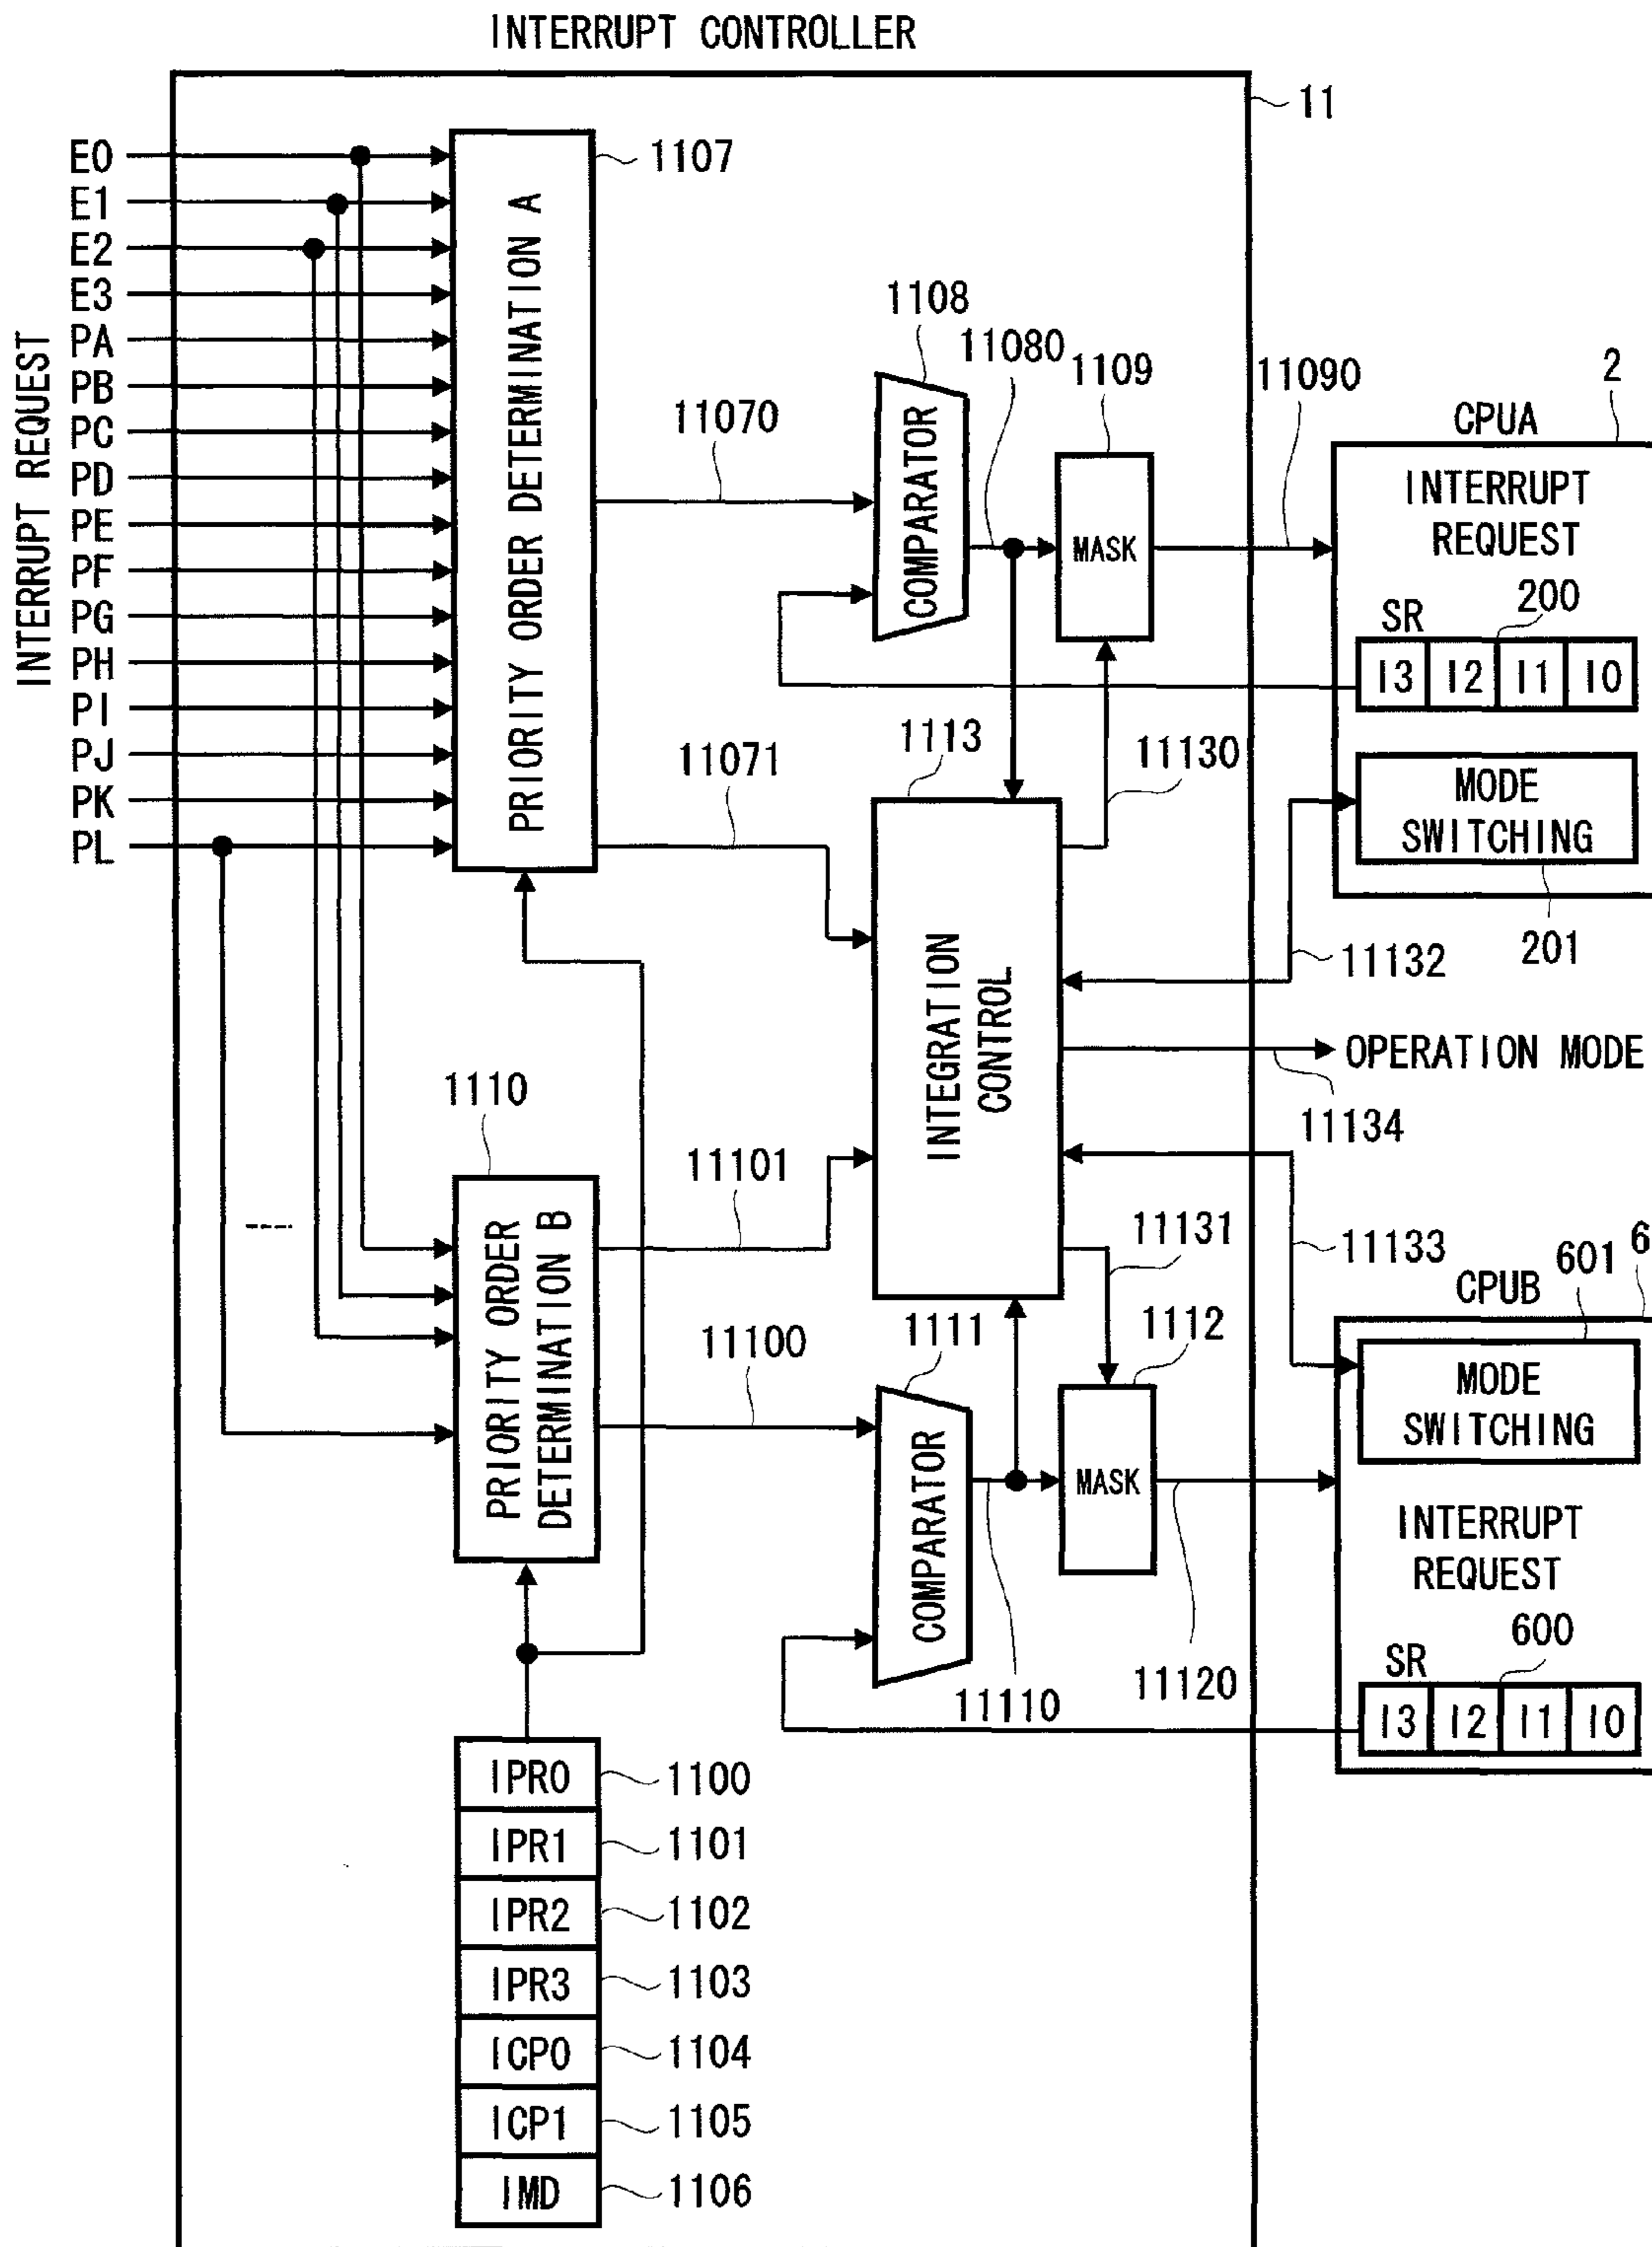 INTERRUPT CONTROLLER
11
INTERRUPT REQUEST
E0
E1
E2
E3
PA
PB
PC
PD
PE
PF
PG
PH
PI
PJ
PK
PL
PRIORITY ORDER DETERMINATION A
1107
11070
11071
1108
COMPARATOR
11080
1109
MASK
11090
2
CPUA
INTERRUPT
REQUEST
200
SR
I3 I2 I1 I0
MODE
SWITCHING
201
1113
11130
INTEGRATION
CONTROL
11132
OPERATION MODE
11134
11133
11131
1110
PRIORITY ORDER
DETERMINATION B
11101
11100
1111
COMPARATOR
11110
1112
MASK
11120
6
CPUB
601
MODE
SWITCHING
INTERRUPT
REQUEST
600
SR
I3 I2 I1 I0
IPR0 1100
IPR1 1101
IPR2 1102
IPR3 1103
ICP0 1104
ICP1 1105
IMD 1106